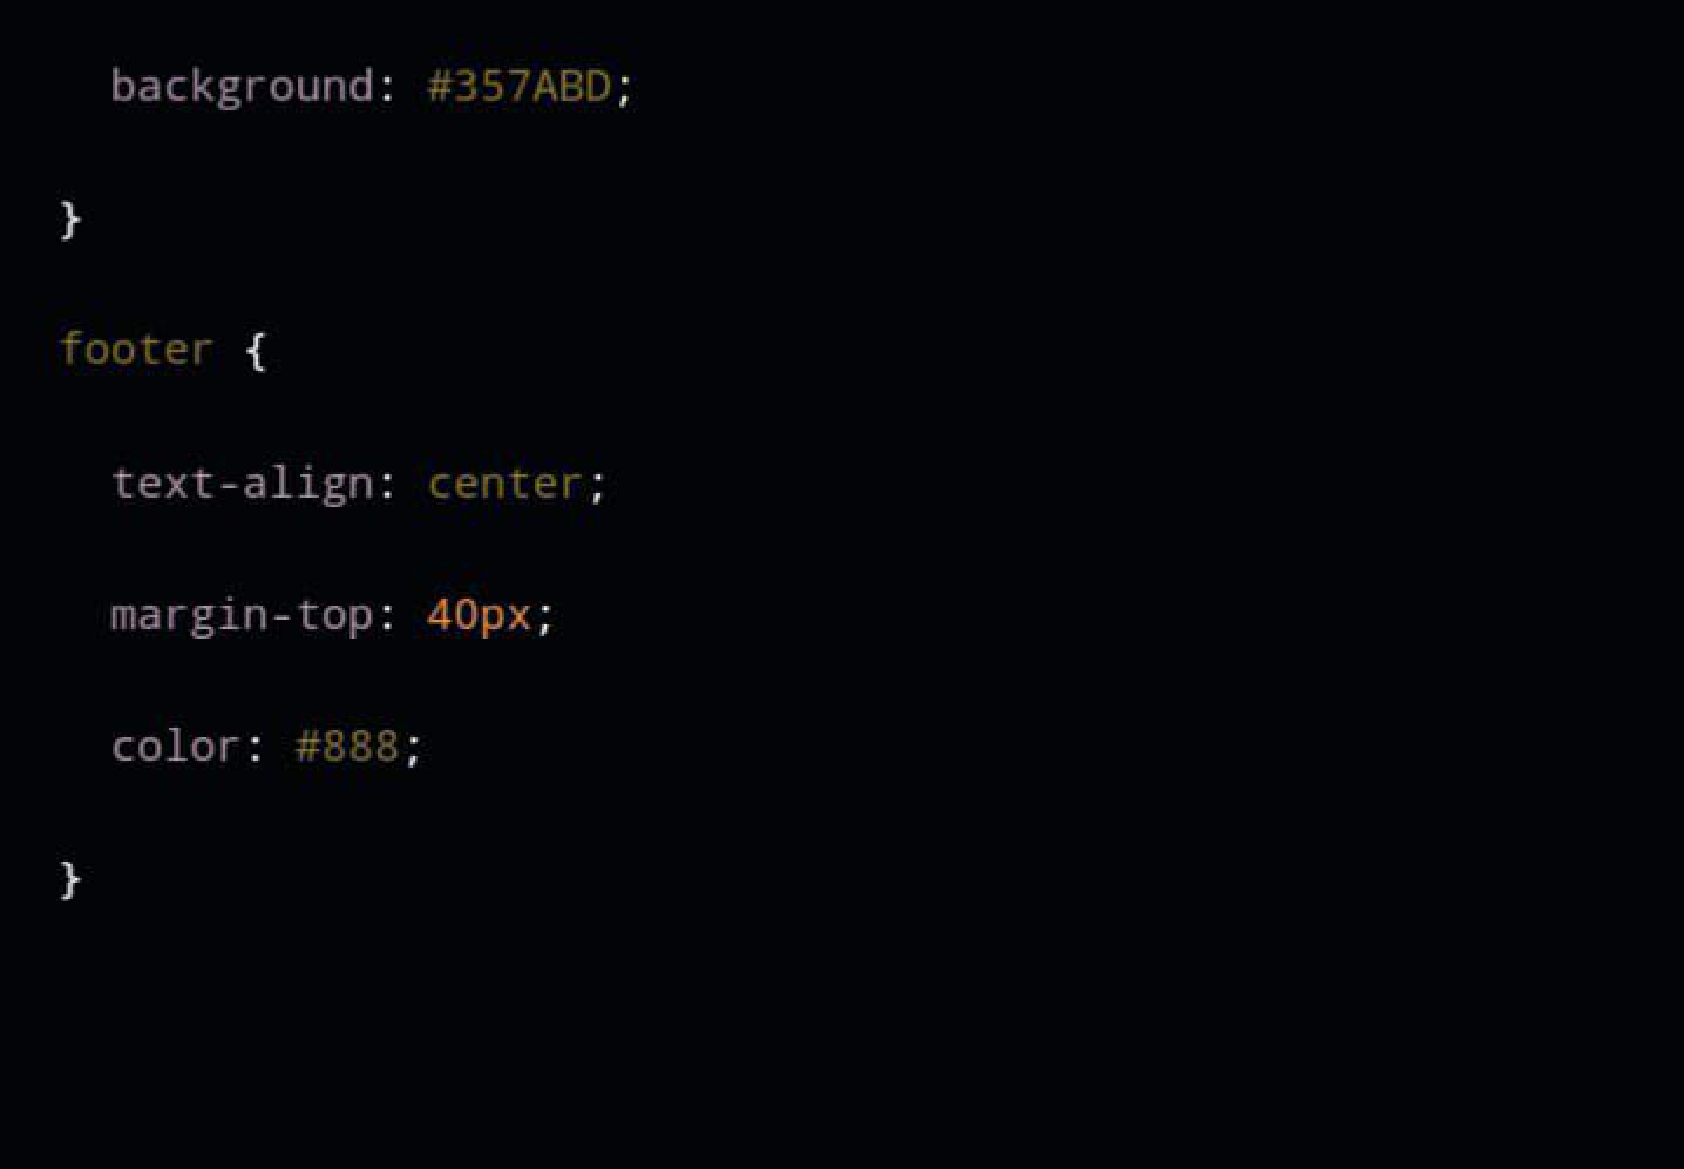 background: #357ABD;
}
footer {
text-align: center;
margin-top: 40px;
color: #888;
}